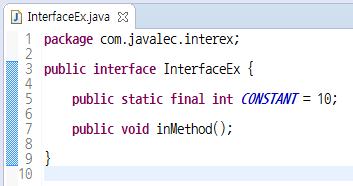 InterfaceEx.java
1 package com.javalec.interex;
2
3 public interface InterfaceEx {
4
5     public static final int CONSTANT = 10;
6
7     public void inMethod();
8
9 }
10